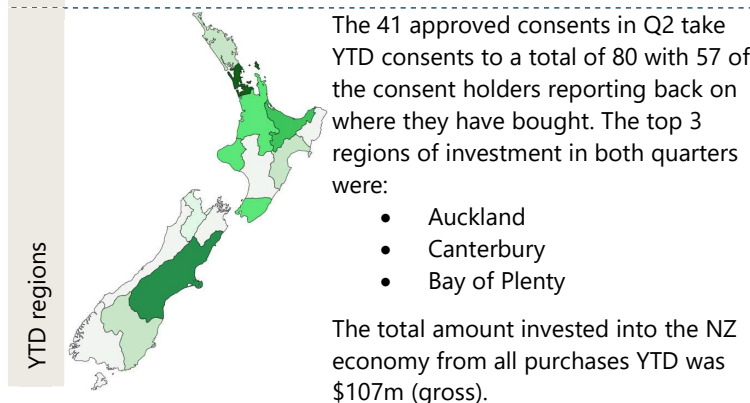 YTD regions
The 41 approved consents in Q2 take
YTD consents to a total of 80 with 57 of
the consent holders reporting back on
where they have bought. The top 3
regions of investment in both quarters
were:
• Auckland
• Canterbury
• Bay of Plenty
The total amount invested into the NZ
economy from all purchases YTD was
$107m (gross).